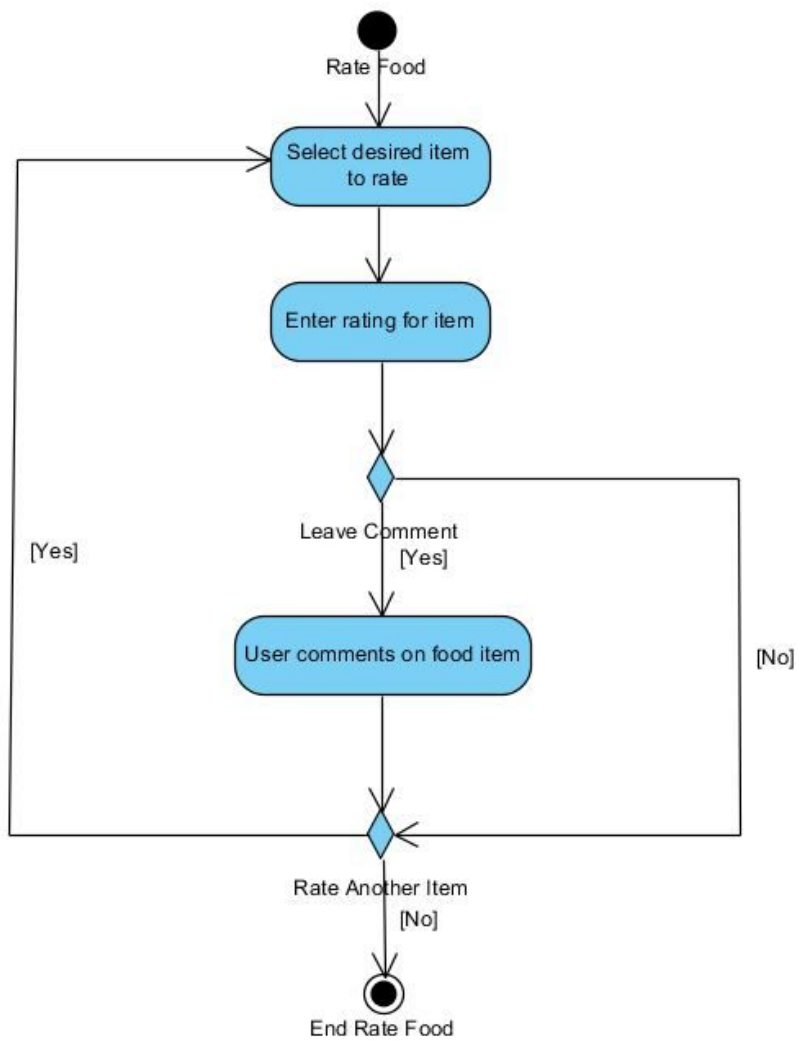 Rate Food
Select desired item
to rate
Enter rating for item
Leave Comment
[Yes]
[Yes]
User comments on food item
[No]
Rate Another Item
[No]
End Rate Food